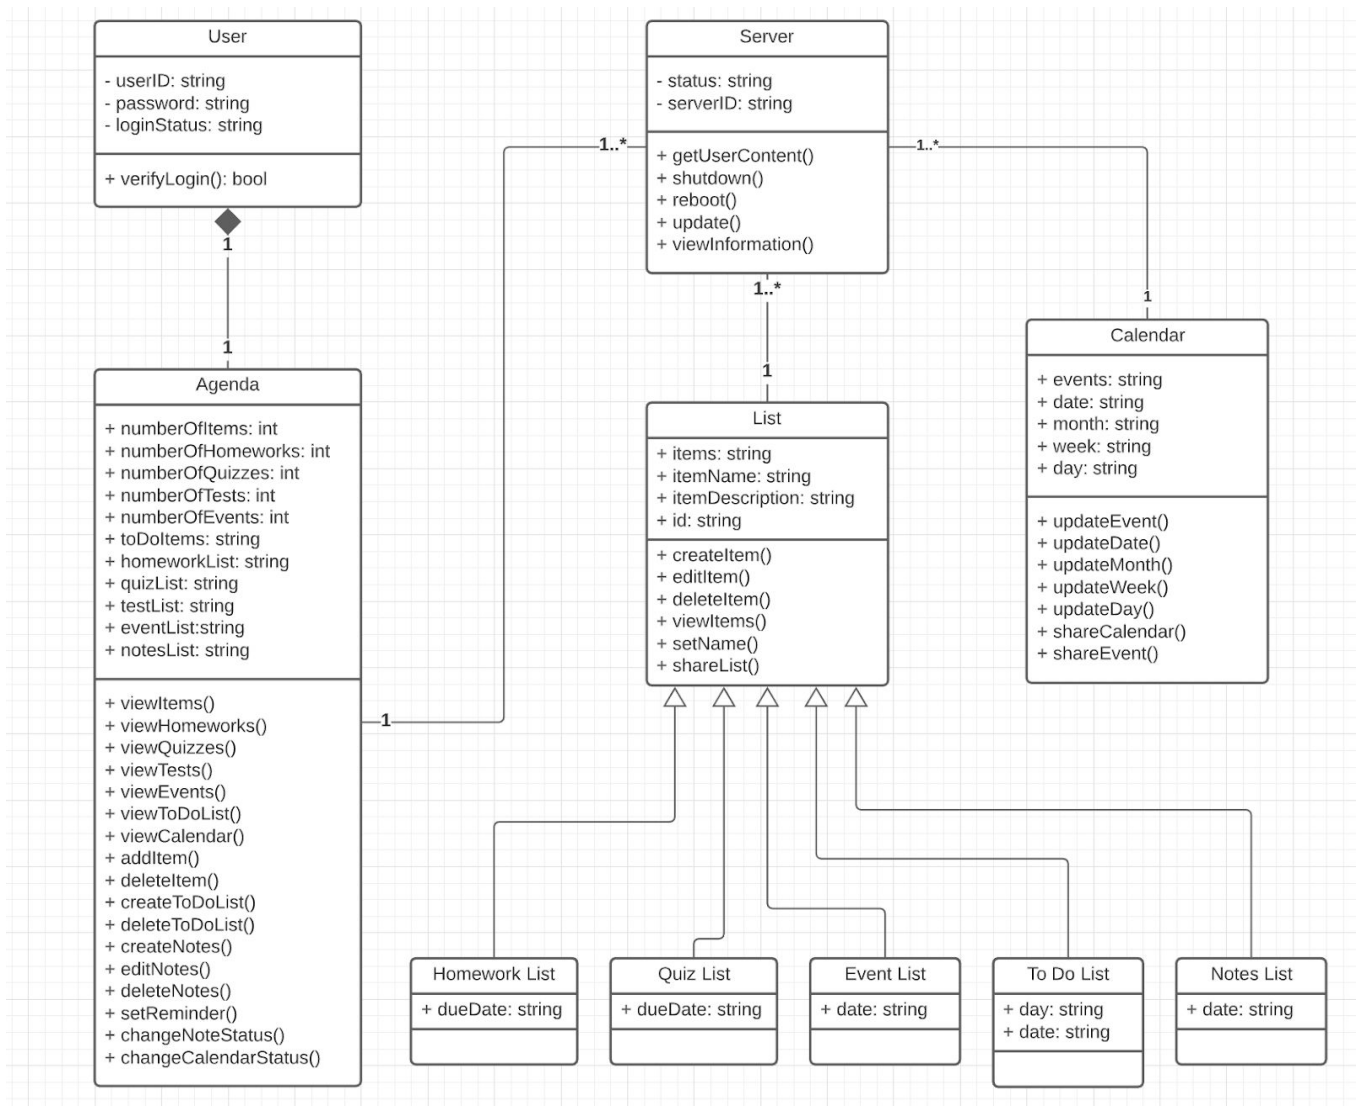 User
- userID: string
- password: string
- loginStatus: string
+ verifyLogin(): bool
1
1
Agenda
+ numberOfItems: int
+ numberOfHomeworks: int
+ numberOfQuizzes: int
+ numberOfTests: int
+ numberOfEvents: int
+ toDoItems: string
+ homeworkList: string
+ quizList: string
+ testList: string
+ eventList:string
+ notesList: string
+ viewItems()
+ viewHomeworks()
+ viewQuizzes()
+ viewTests()
+ viewEvents()
+ viewToDoList()
+ viewCalendar()
+ addItem()
+ deleteItem()
+ createToDoList()
+ deleteToDoList()
+ createNotes()
+ editNotes()
+ deleteNotes()
+ setReminder()
+ changeNoteStatus()
+ changeCalendarStatus()
1
1..*
Server
- status: string
- serverID: string
+ getUserContent()
+ shutdown()
+ reboot()
+ update()
+ viewInformation()
1..*
1
List
+ items: string
+ itemName: string
+ itemDescription: string
+ id: string
+ createItem()
+ editItem()
+ deleteItem()
+ viewItems()
+ setName()
+ shareList()
1..*
1
Calendar
+ events: string
+ date: string
+ month: string
+ week: string
+ day: string
+ updateEvent()
+ updateDate()
+ updateMonth()
+ updateWeek()
+ updateDay()
+ shareCalendar()
+ shareEvent()
Homework List
+ dueDate: string
Quiz List
+ dueDate: string
Event List
+ date: string
To Do List
+ day: string
+ date: string
Notes List
+ date: string